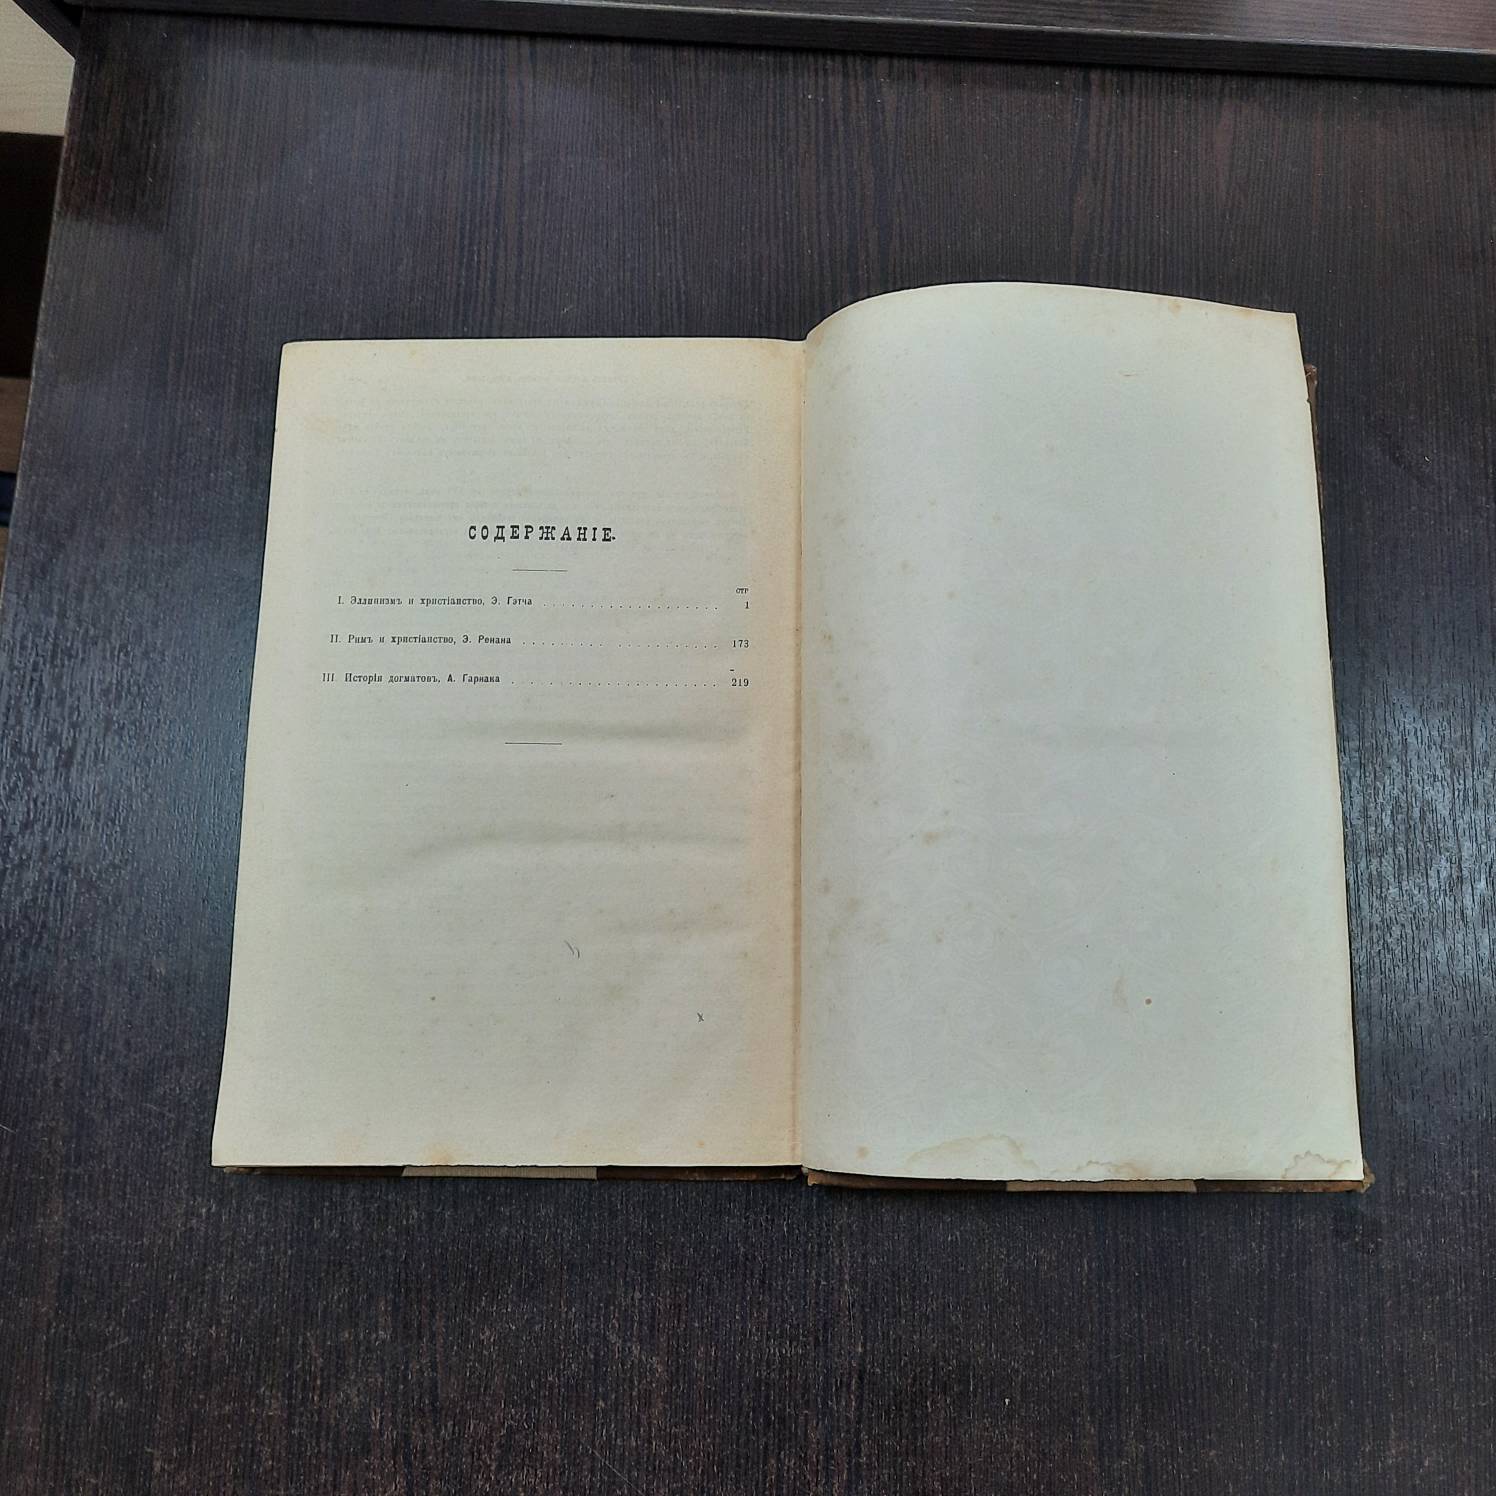 СОДЕРЖАНІЕ.
стр
I. Эллинизмъ и христіанство, Э. Гэтча . . . . . . . . . . . . . . . . . . . 1
II. Римъ и христіанство, Э. Ренана . . . . . . . . . . . . . . . . . . . . 173
III. Исторія догматовъ, А. Гарнака . . . . . . . . . . . . . . . . . . . . . 219